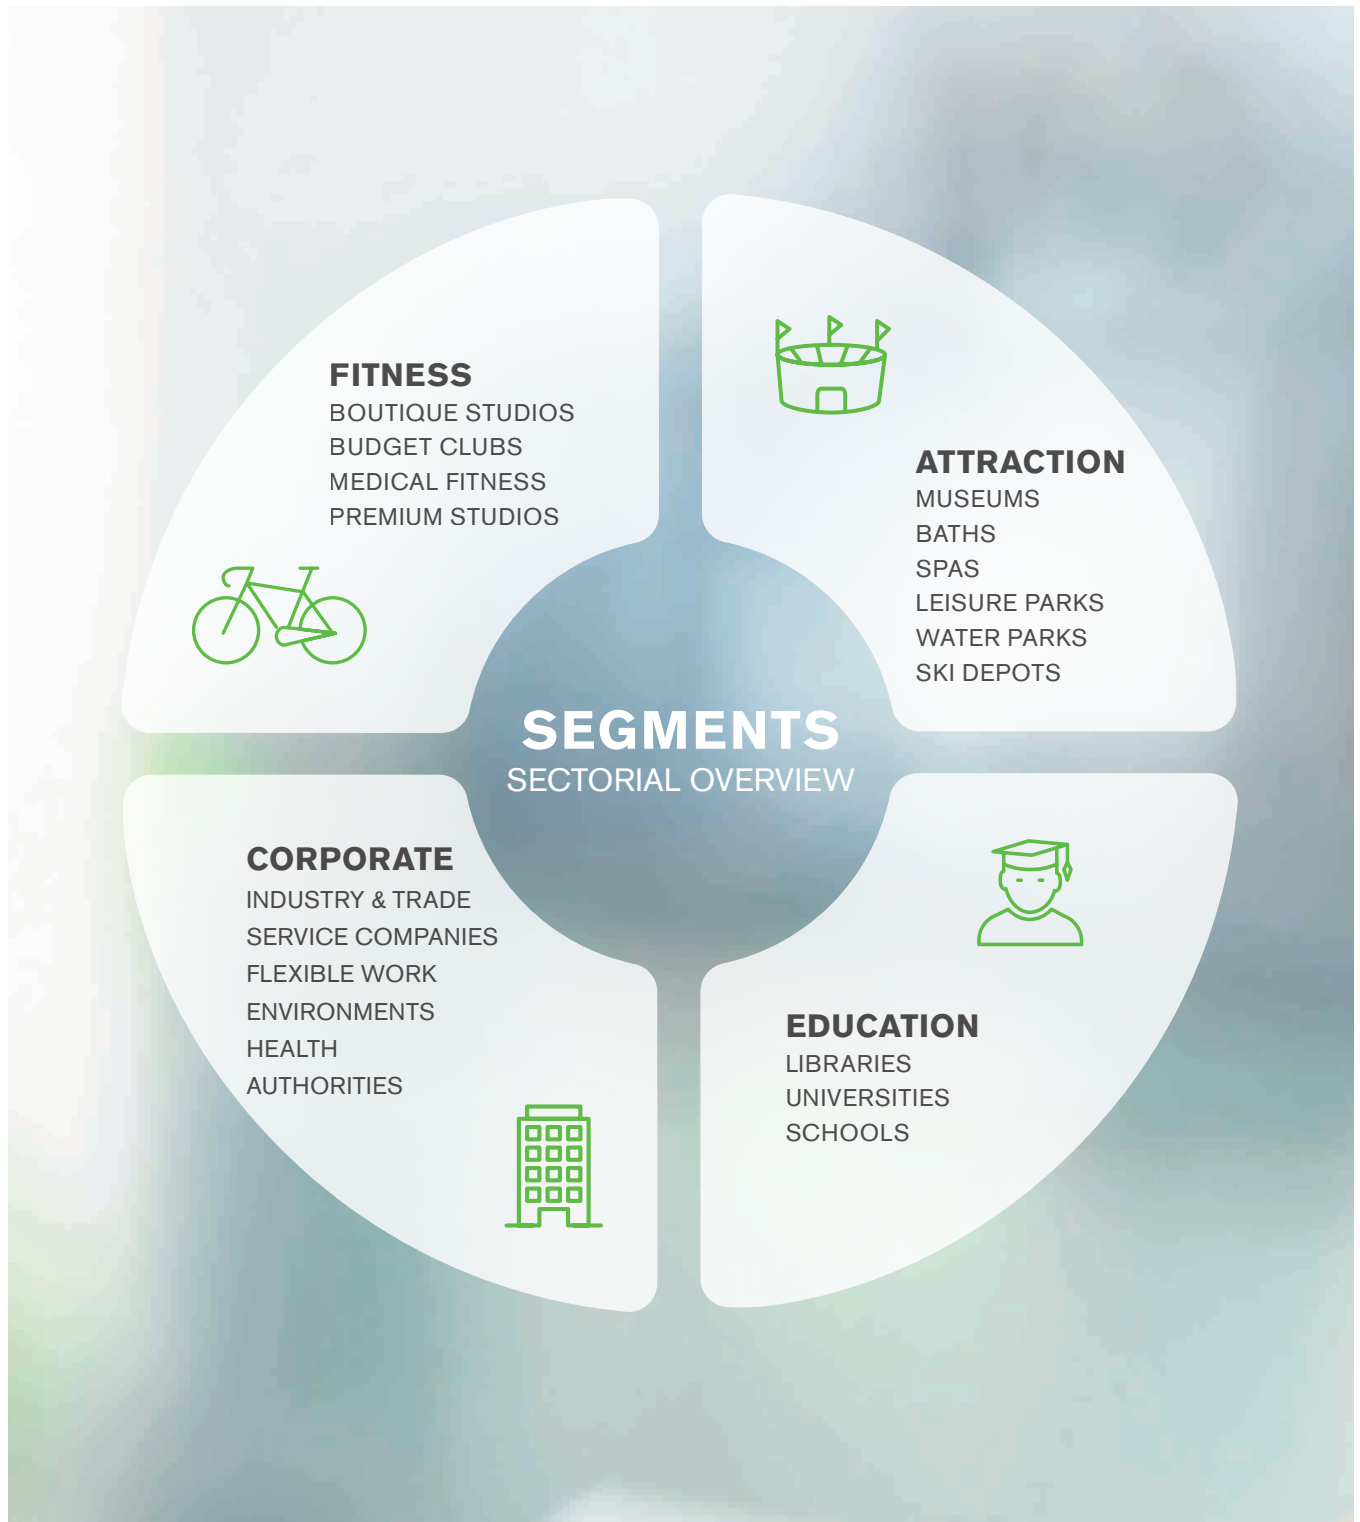 FITNESS
BOUTIQUE STUDIOS
BUDGET CLUBS
MEDICAL FITNESS
PREMIUM STUDIOS
ATTRACTION
MUSEUMS
BATHS
SPAS
LEISURE PARKS
WATER PARKS
SKI DEPOTS
SEGMENTS
SECTORIAL OVERVIEW
CORPORATE
INDUSTRY & TRADE
SERVICE COMPANIES
FLEXIBLE WORK
ENVIRONMENTS
HEALTH
AUTHORITIES
EDUCATION
LIBRARIES
UNIVERSITIES
SCHOOLS